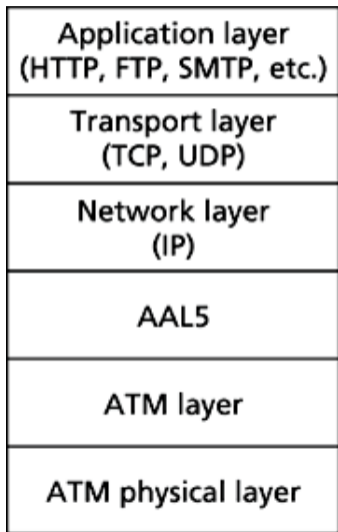 Application layer
(HTTP, FTP, SMTP, etc.)
Transport layer
(TCP, UDP)
Network layer
(IP)
AAL5
ATM layer
ATM physical layer